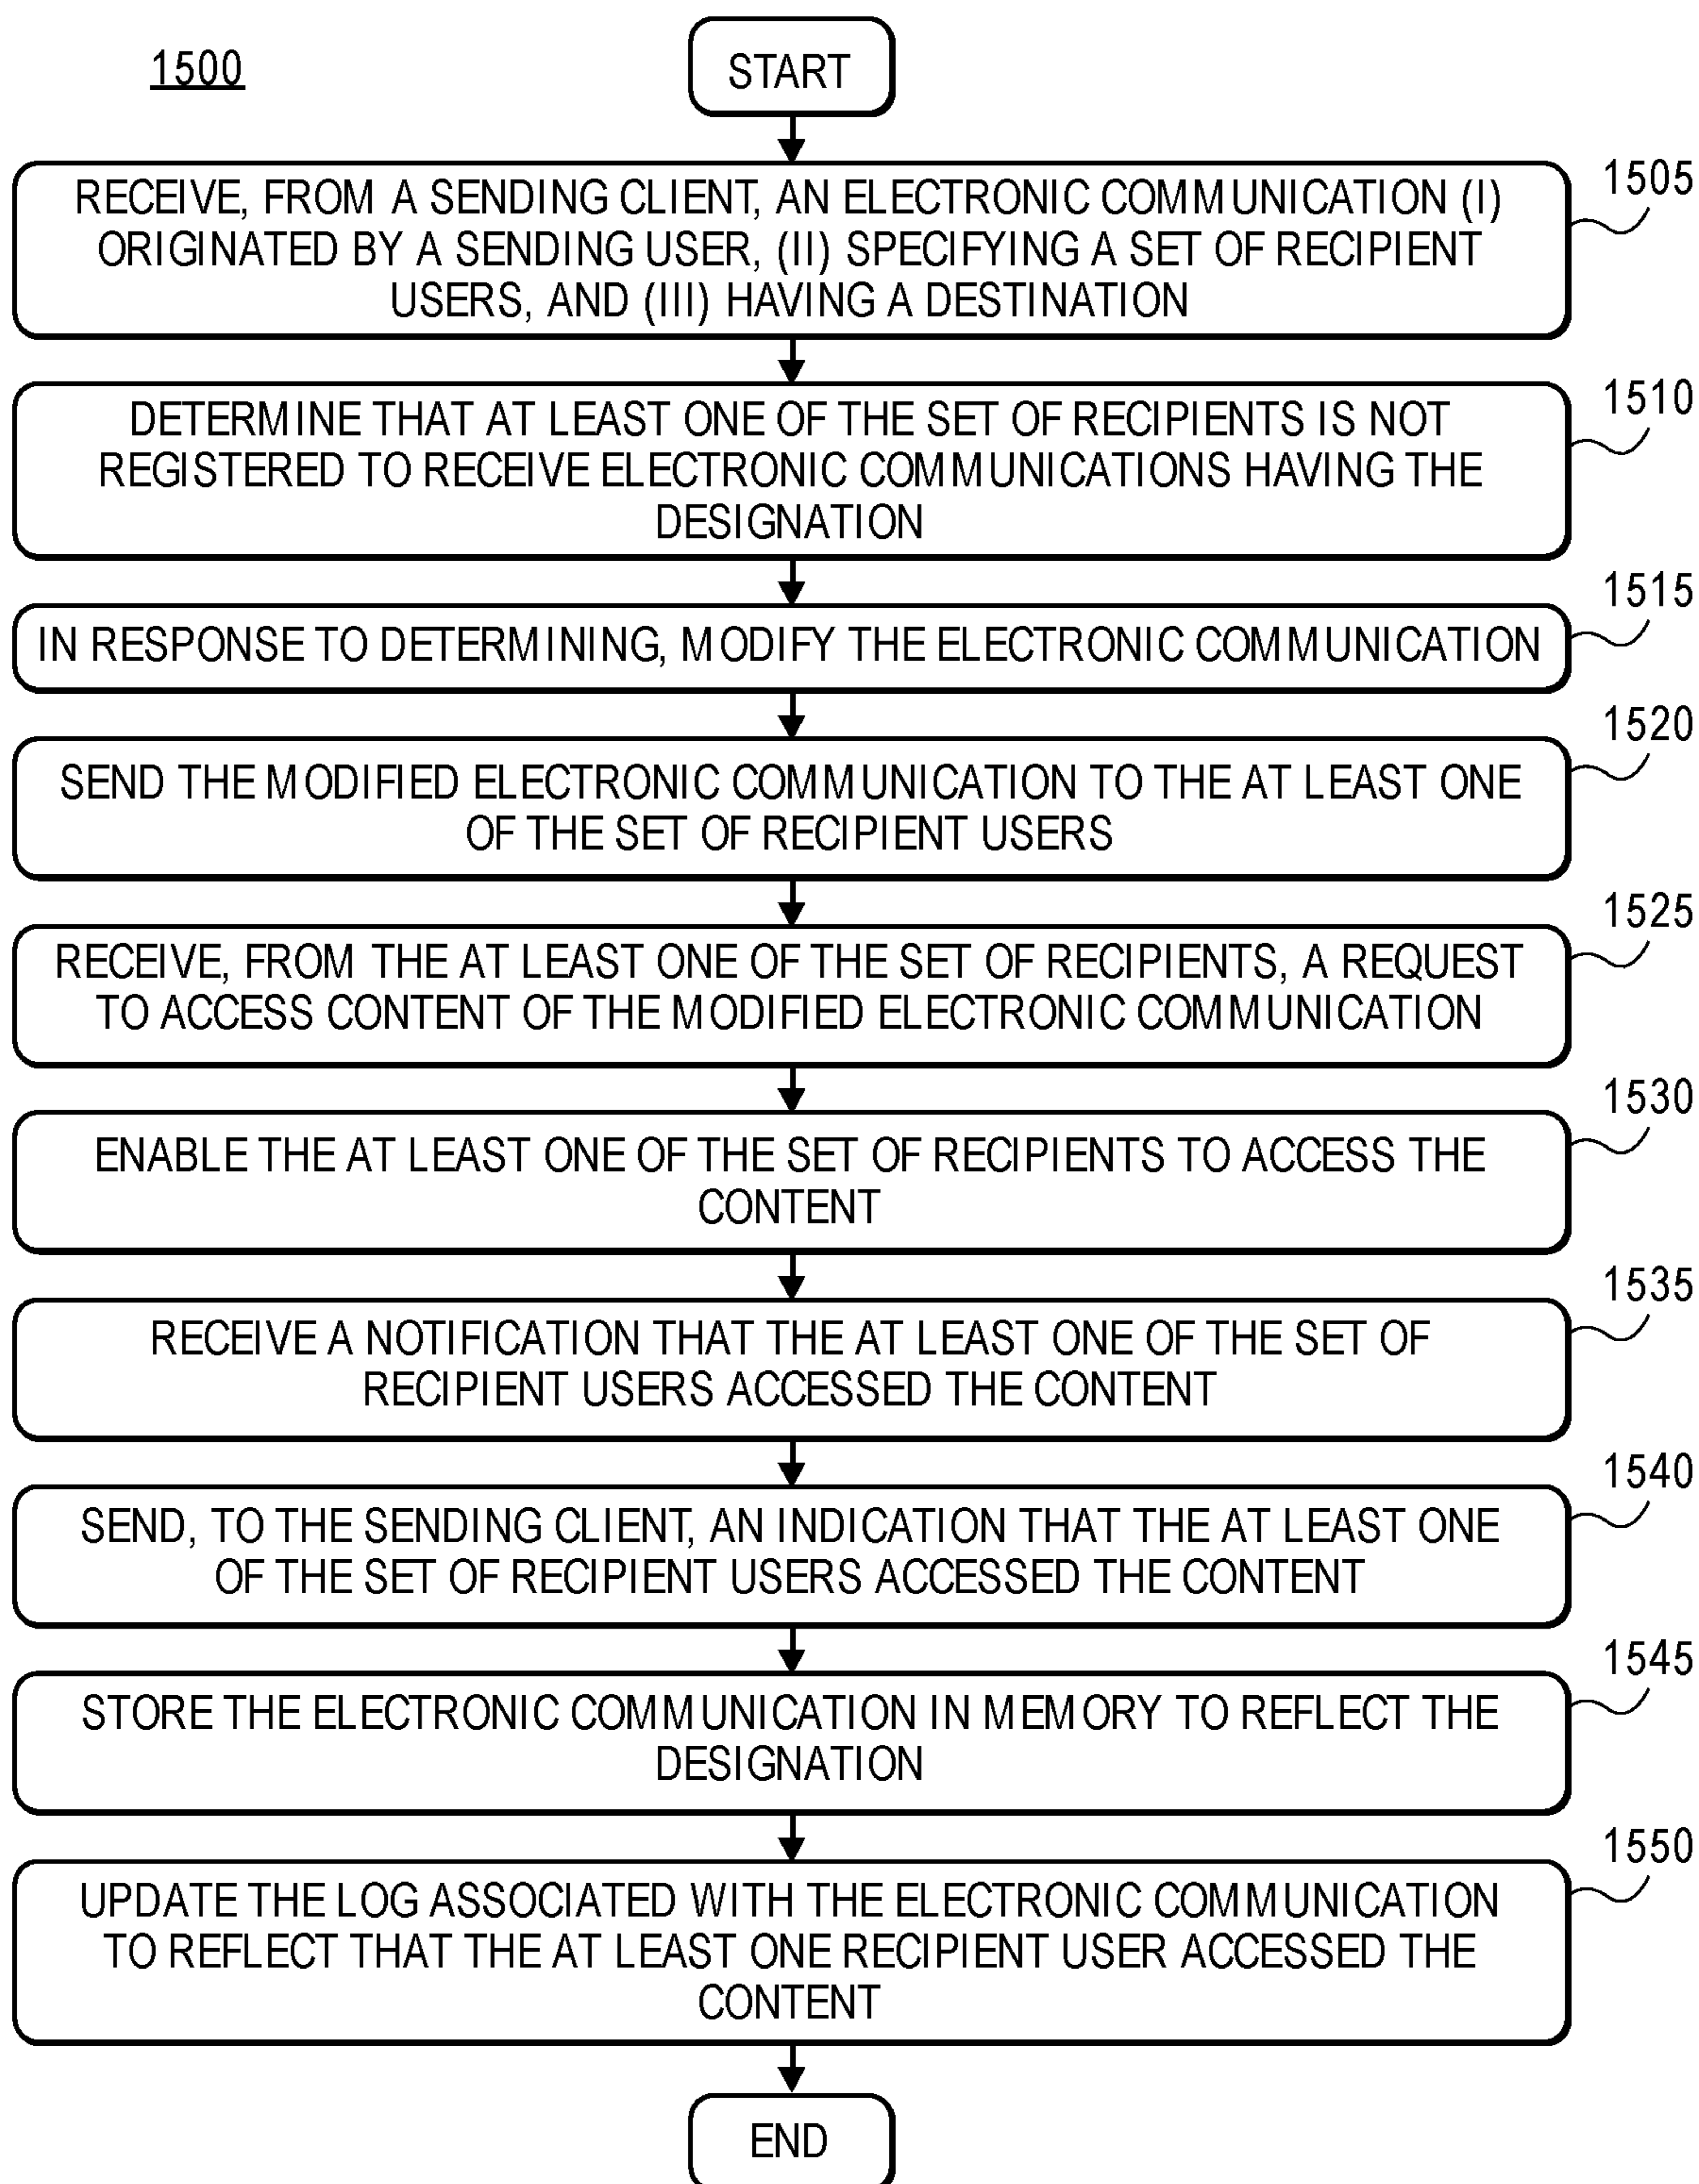 1500
START
1505
RECEIVE, FROM A SENDING CLIENT, AN ELECTRONIC COMMUNICATION (I)
ORIGINATED BY A SENDING USER, (II) SPECIFYING A SET OF RECIPIENT
USERS, AND (III) HAVING A DESTINATION
1510
DETERMINE THAT AT LEAST ONE OF THE SET OF RECIPIENTS IS NOT
REGISTERED TO RECEIVE ELECTRONIC COMMUNICATIONS HAVING THE
DESIGNATION
1515
IN RESPONSE TO DETERMINING, MODIFY THE ELECTRONIC COMMUNICATION
1520
SEND THE MODIFIED ELECTRONIC COMMUNICATION TO THE AT LEAST ONE
OF THE SET OF RECIPIENT USERS
1525
RECEIVE, FROM THE AT LEAST ONE OF THE SET OF RECIPIENTS, A REQUEST
TO ACCESS CONTENT OF THE MODIFIED ELECTRONIC COMMUNICATION
1530
ENABLE THE AT LEAST ONE OF THE SET OF RECIPIENTS TO ACCESS THE
CONTENT
1535
RECEIVE A NOTIFICATION THAT THE AT LEAST ONE OF THE SET OF
RECIPIENT USERS ACCESSED THE CONTENT
1540
SEND, TO THE SENDING CLIENT, AN INDICATION THAT THE AT LEAST ONE
OF THE SET OF RECIPIENT USERS ACCESSED THE CONTENT
1545
STORE THE ELECTRONIC COMMUNICATION IN MEMORY TO REFLECT THE
DESIGNATION
1550
UPDATE THE LOG ASSOCIATED WITH THE ELECTRONIC COMMUNICATION
TO REFLECT THAT THE AT LEAST ONE RECIPIENT USER ACCESSED THE
CONTENT
END